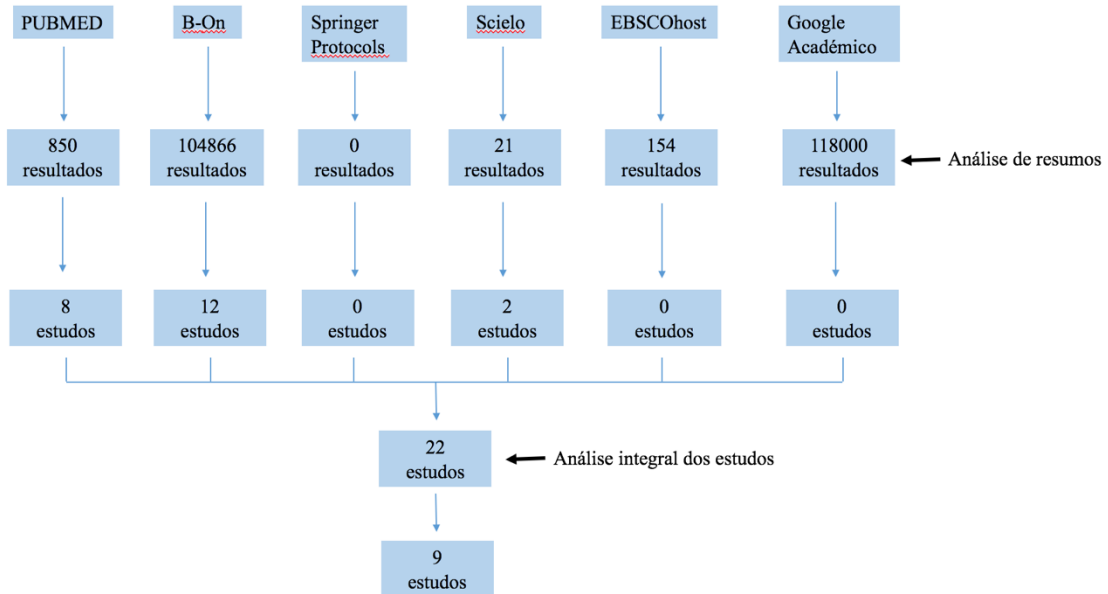 PUBMED
B-On
Springer
Protocols
Scielo
EBSCOhost
Google
Académico
850
resultados
104866
resultados
0
resultados
21
resultados
154
resultados
118000
resultados
Análise de resumos
8
estudos
12
estudos
0
estudos
2
estudos
0
estudos
0
estudos
22
estudos
Análise integral dos estudos
9
estudos